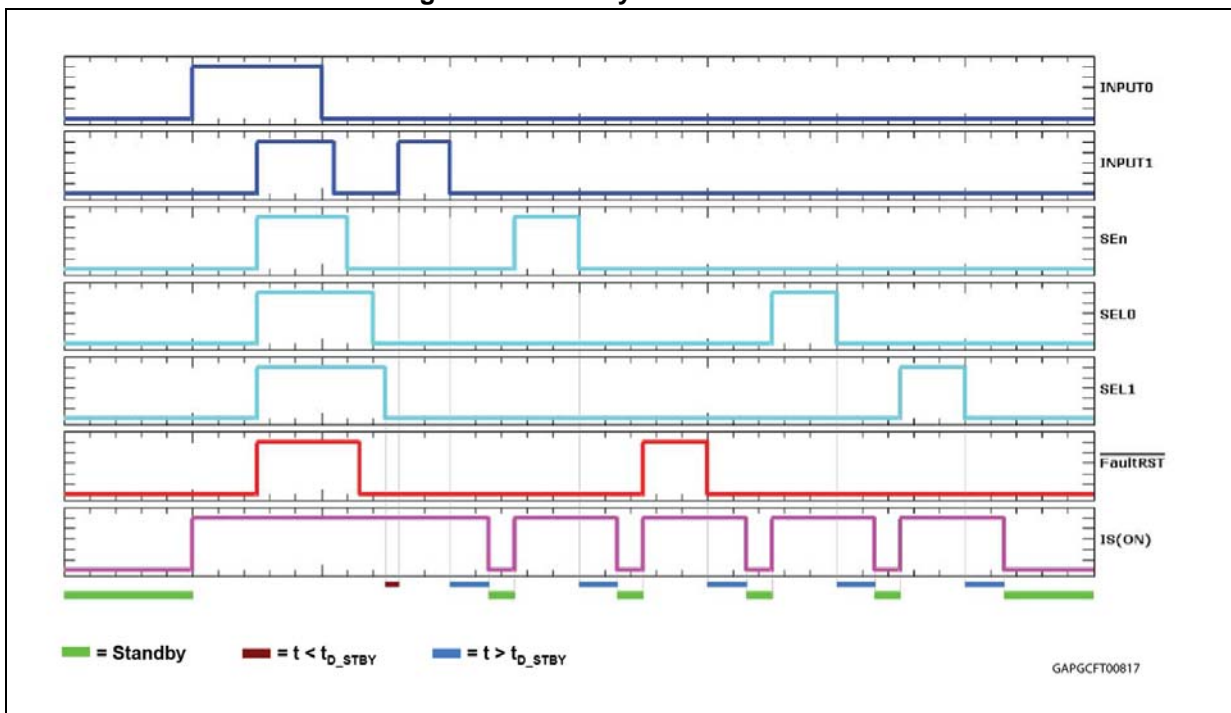 INPUT0
INPUT1
SEn
SEL0
SEL1
FaultRST
IS(ON)
= Standby
= t < tD_STBY
= t > tD_STBY
GAPGCFT00817